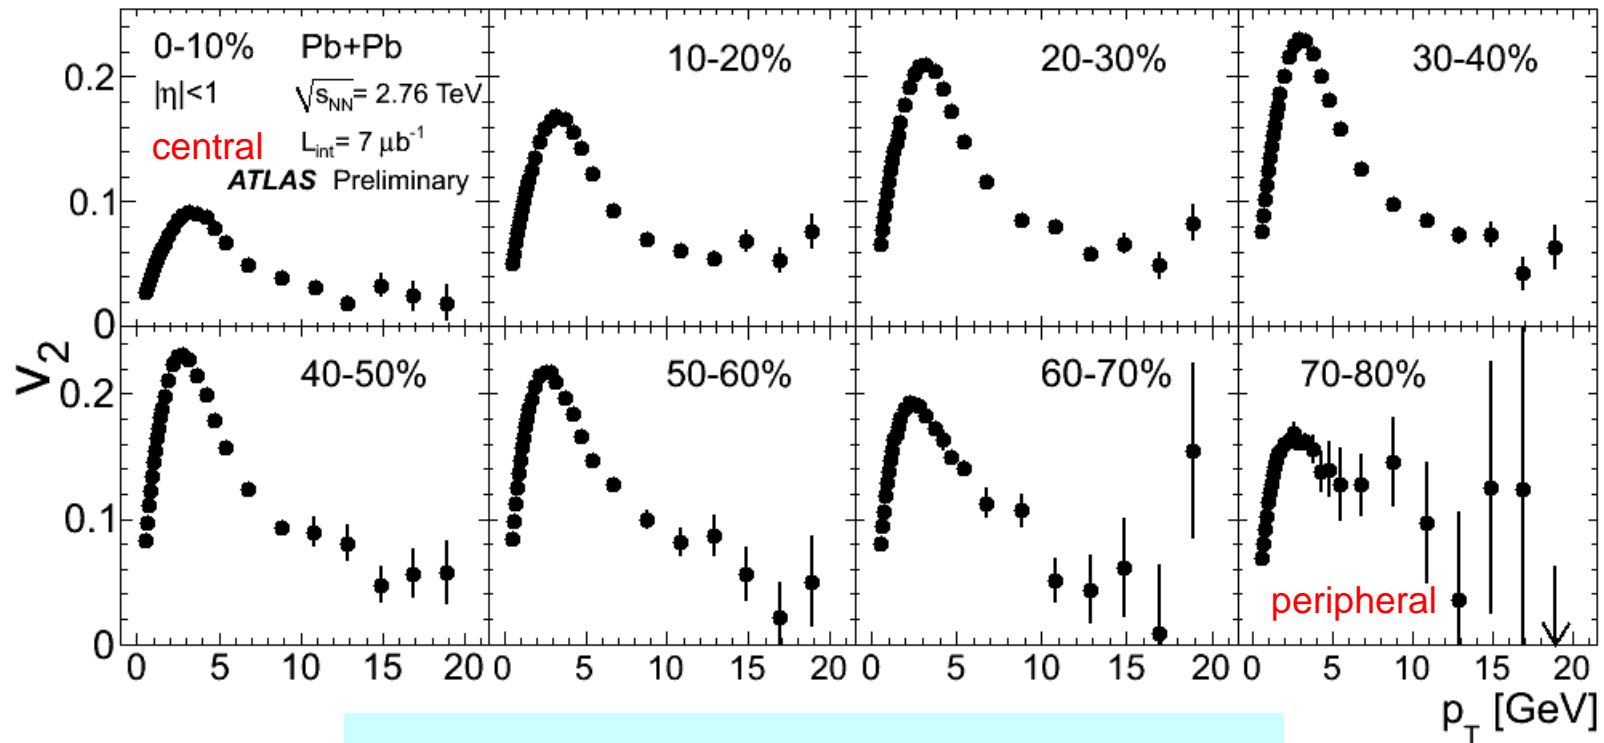 0-10% Pb+Pb
|η|<1 √sNN= 2.76 TeV
central Lint= 7 μb-1
ATLAS Preliminary
10-20%
20-30%
30-40%
0.2
0.1
0
v2
40-50%
50-60%
60-70%
70-80%
peripheral
0.2
0.1
0
0 5 10 15 20 0 5 10 15 20 0 5 10 15 20 0 5 10 15 20
pT [GeV]